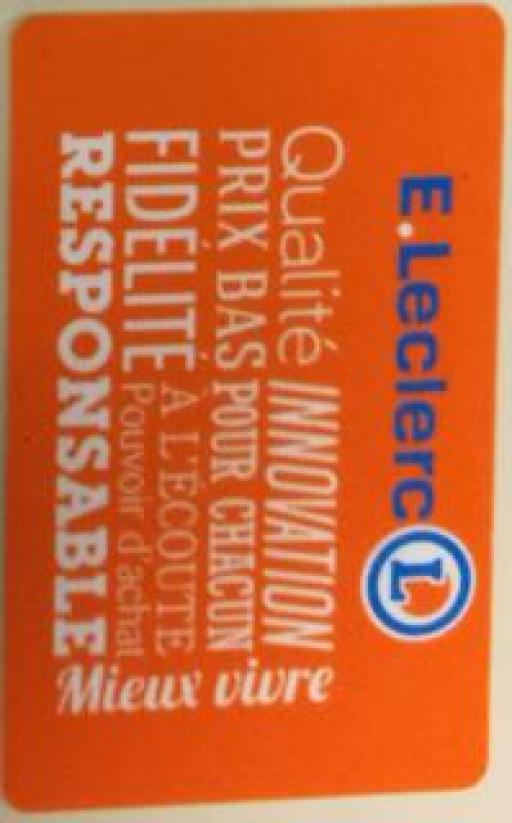 E.Leclerc L
Qualité INNOVATION
PRIX BAS POUR CHACUN
FIDÉLITÉ À L'ÉCOUTE
Pouvoir d'achat
RESPONSABLE
Mieux vivre